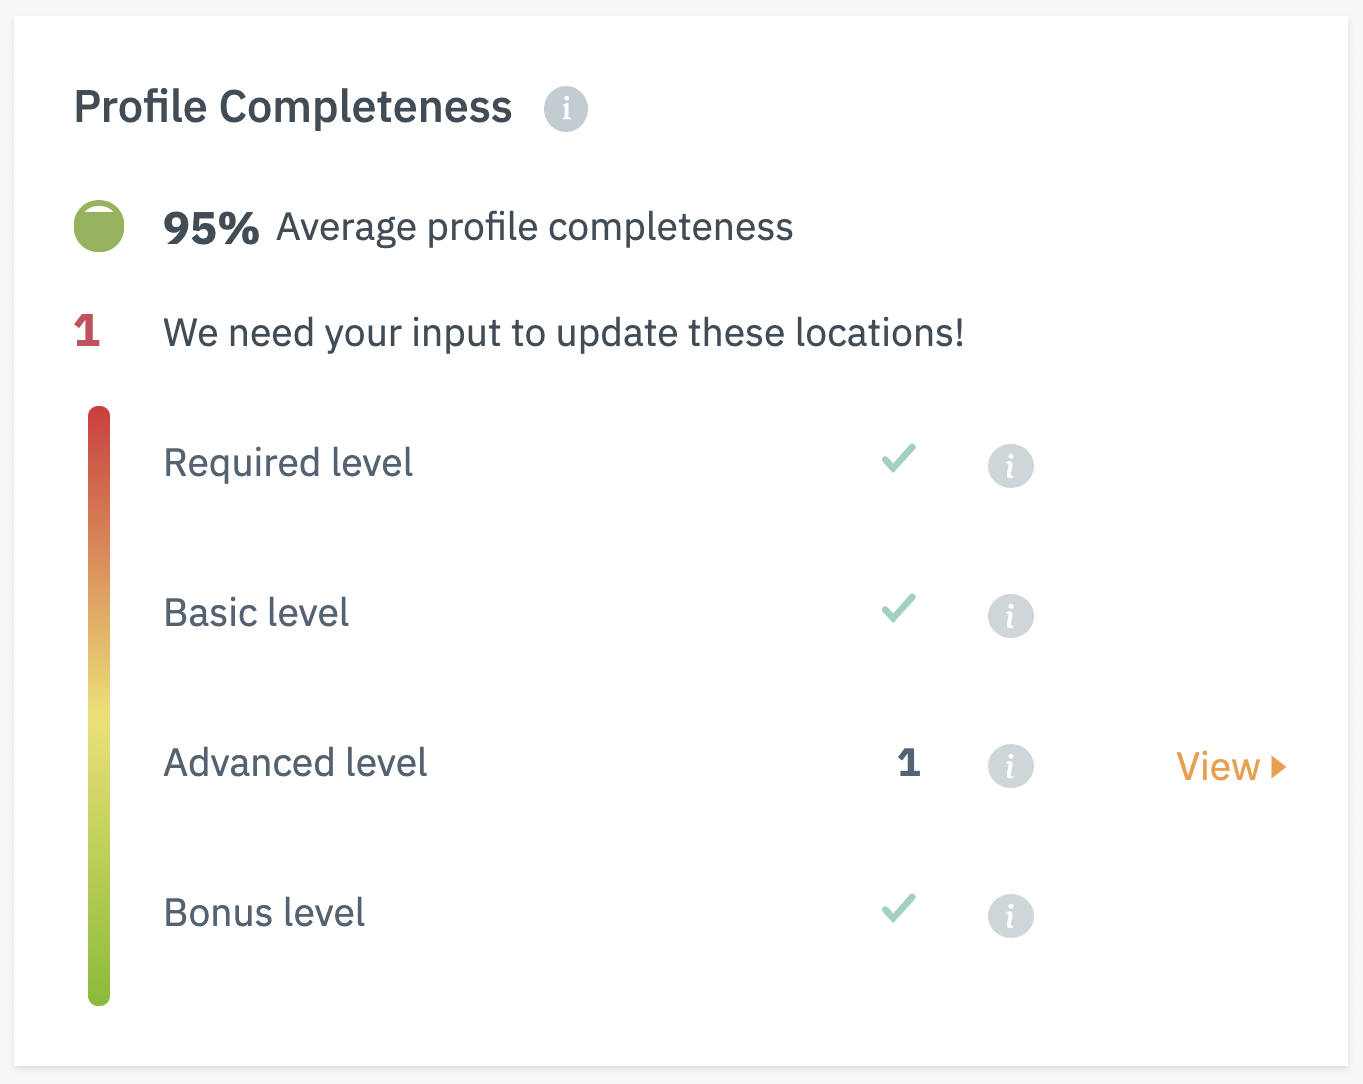 Profile Completeness i
95% Average profile completeness
1 We need your input to update these locations!
Required level i
Basic level i
Advanced level 1 i View
Bonus level i